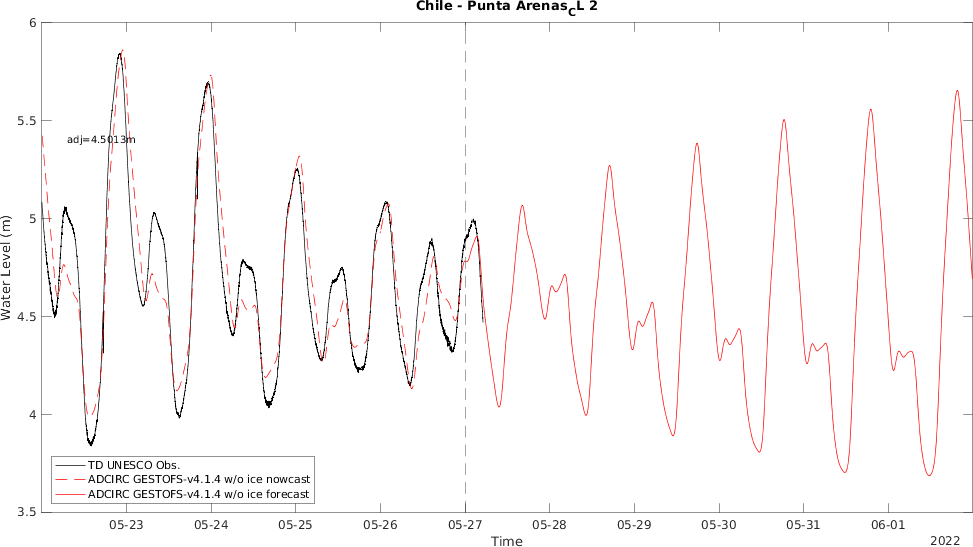 Chile - Punta Arenas_CL 2
6
5.5
5
4.5
4
3.5
Water Level (m)
adj=4.5013m
TD UNESCO Obs.
ADCIRC GESTOFS-v4.1.4 w/o ice nowcast
ADCIRC GESTOFS-v4.1.4 w/o ice forecast
05-23 05-24 05-25 05-26 05-27 05-28 05-29 05-30 05-31 06-01
Time
2022